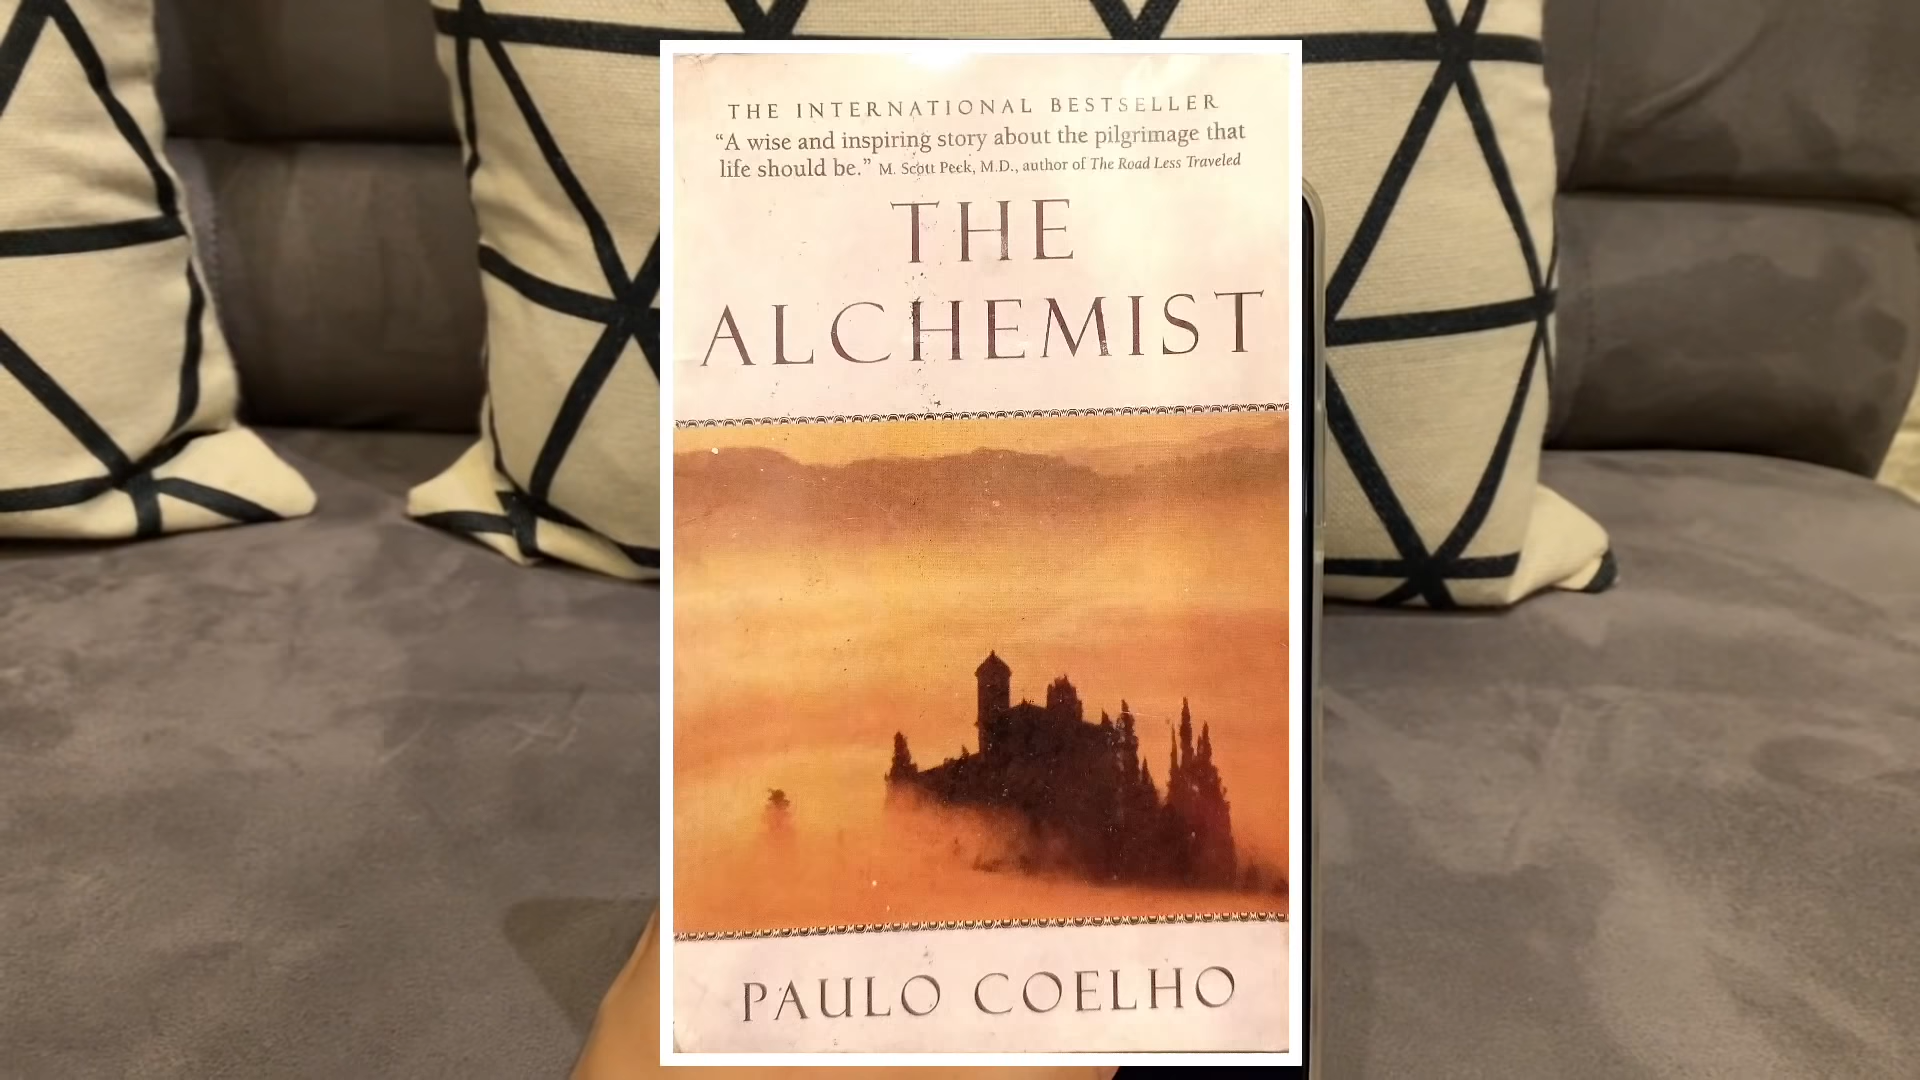 THE INTERNATIONAL BESTSELLER
“A wise and inspiring story about the pilgrimage that
life should be.” M. Scott Peck, M.D., author of The Road Less Traveled
THE
ALCHEMIST
PAULO COELHO